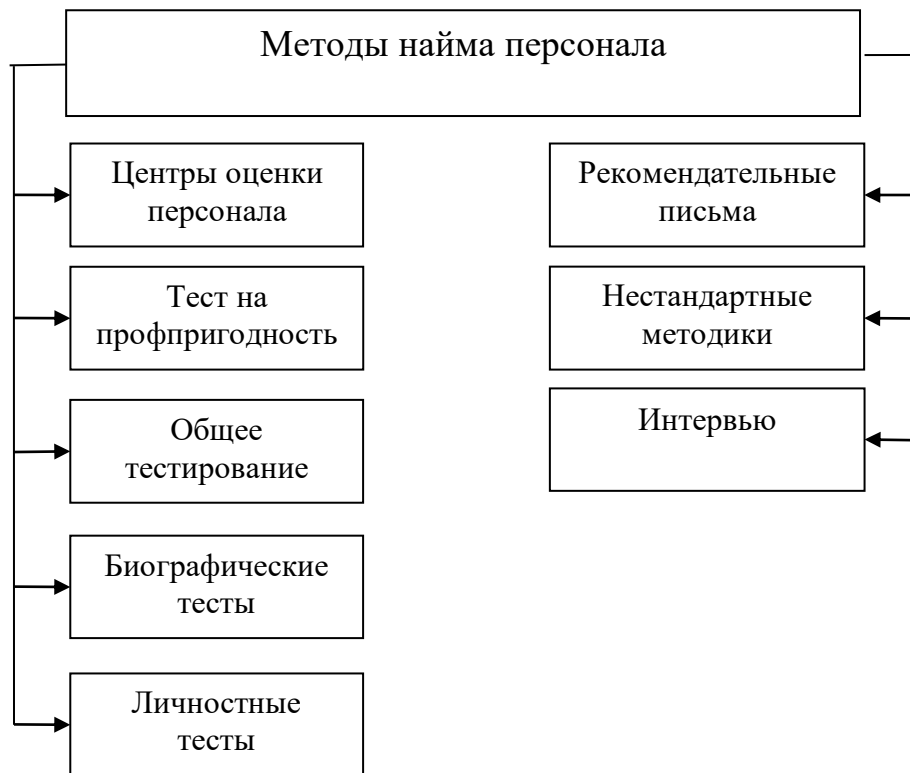 Методы найма персонала
Центры оценки
персонала
Тест на
профпригодность
Общее
тестирование
Биографические
тесты
Личностные
тесты
Рекомендательные
письма
Нестандартные
методики
Интервью